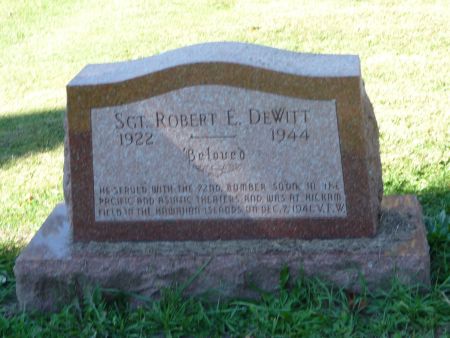 SGT. ROBERT E. DEWITT
1922 1944
Beloved
HE SERVED WITH THE 72ND. BOMBER SQDN. IN THE
PACIFIC AND ASIATIC THEATERS, AND WAS AT HICKAM
FIELD IN THE HAWAIIAN ISLANDS ON DEC. 7, 1941. V.F.W.